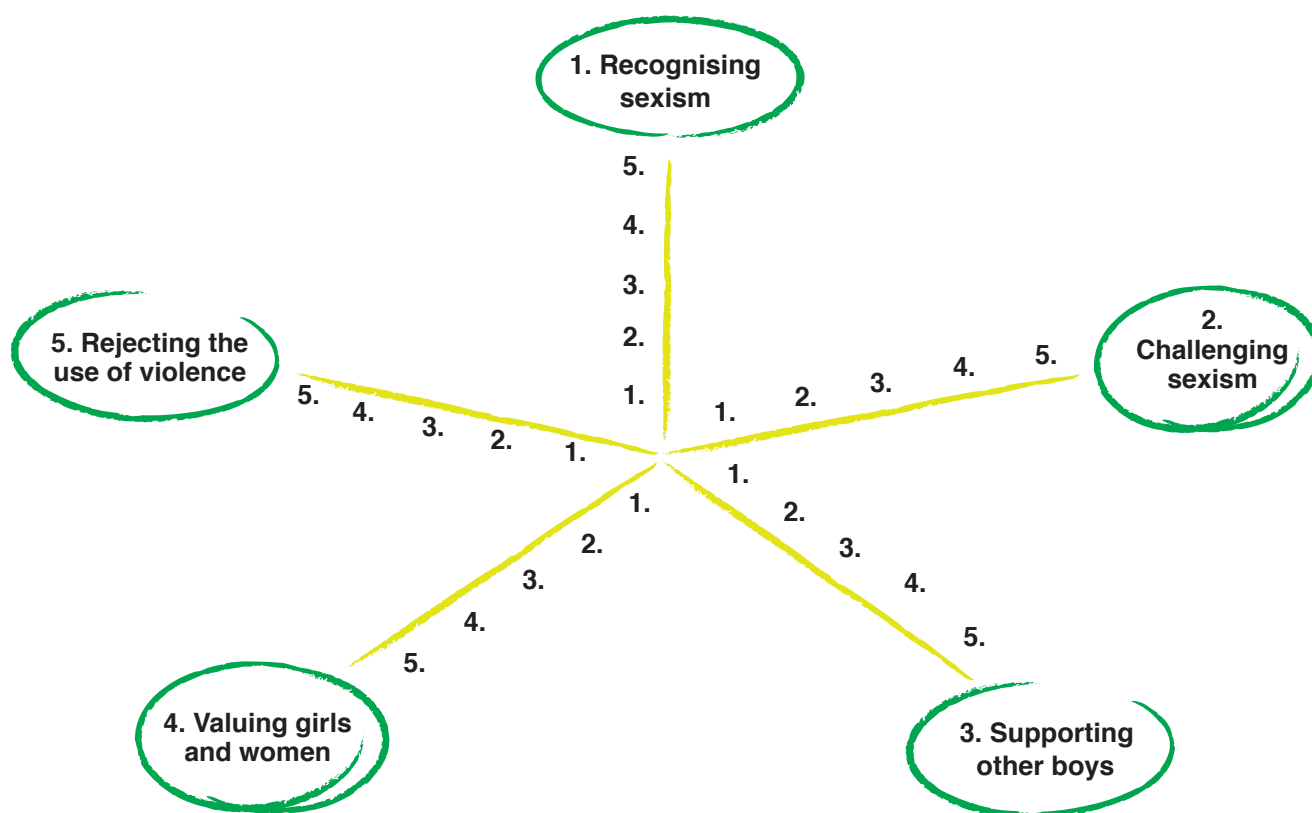 1. Recognising
sexism
5.
4.
3.
2.
1.
2.
Challenging
sexism
1.
2.
3.
4.
5.
3. Supporting
other boys
1.
2.
3.
4.
5.
4. Valuing girls
and women
1.
2.
3.
4.
5.
5. Rejecting the
use of violence
5.
4.
3.
2.
1.